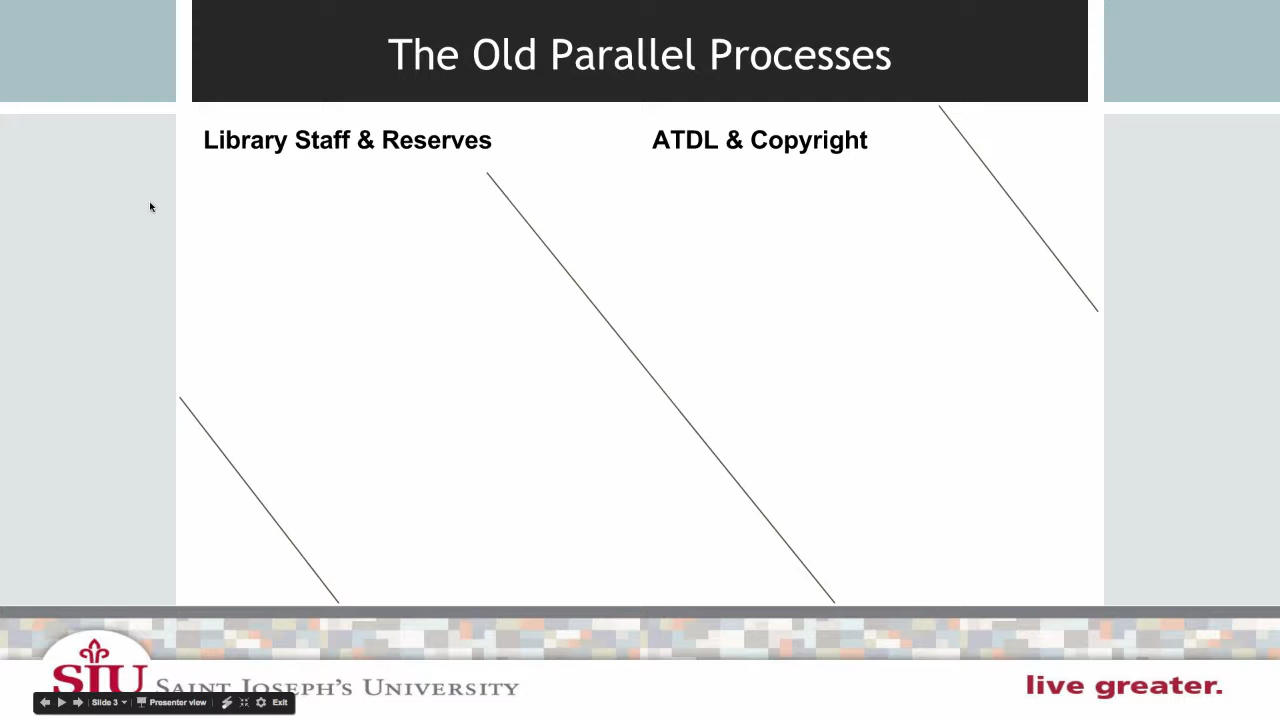 The Old Parallel Processes
Library Staff & Reserves
ATDL & Copyright
SJU SAINT JOSEPH'S UNIVERSITY
live greater.
Slide 3
Presenter view
Exit